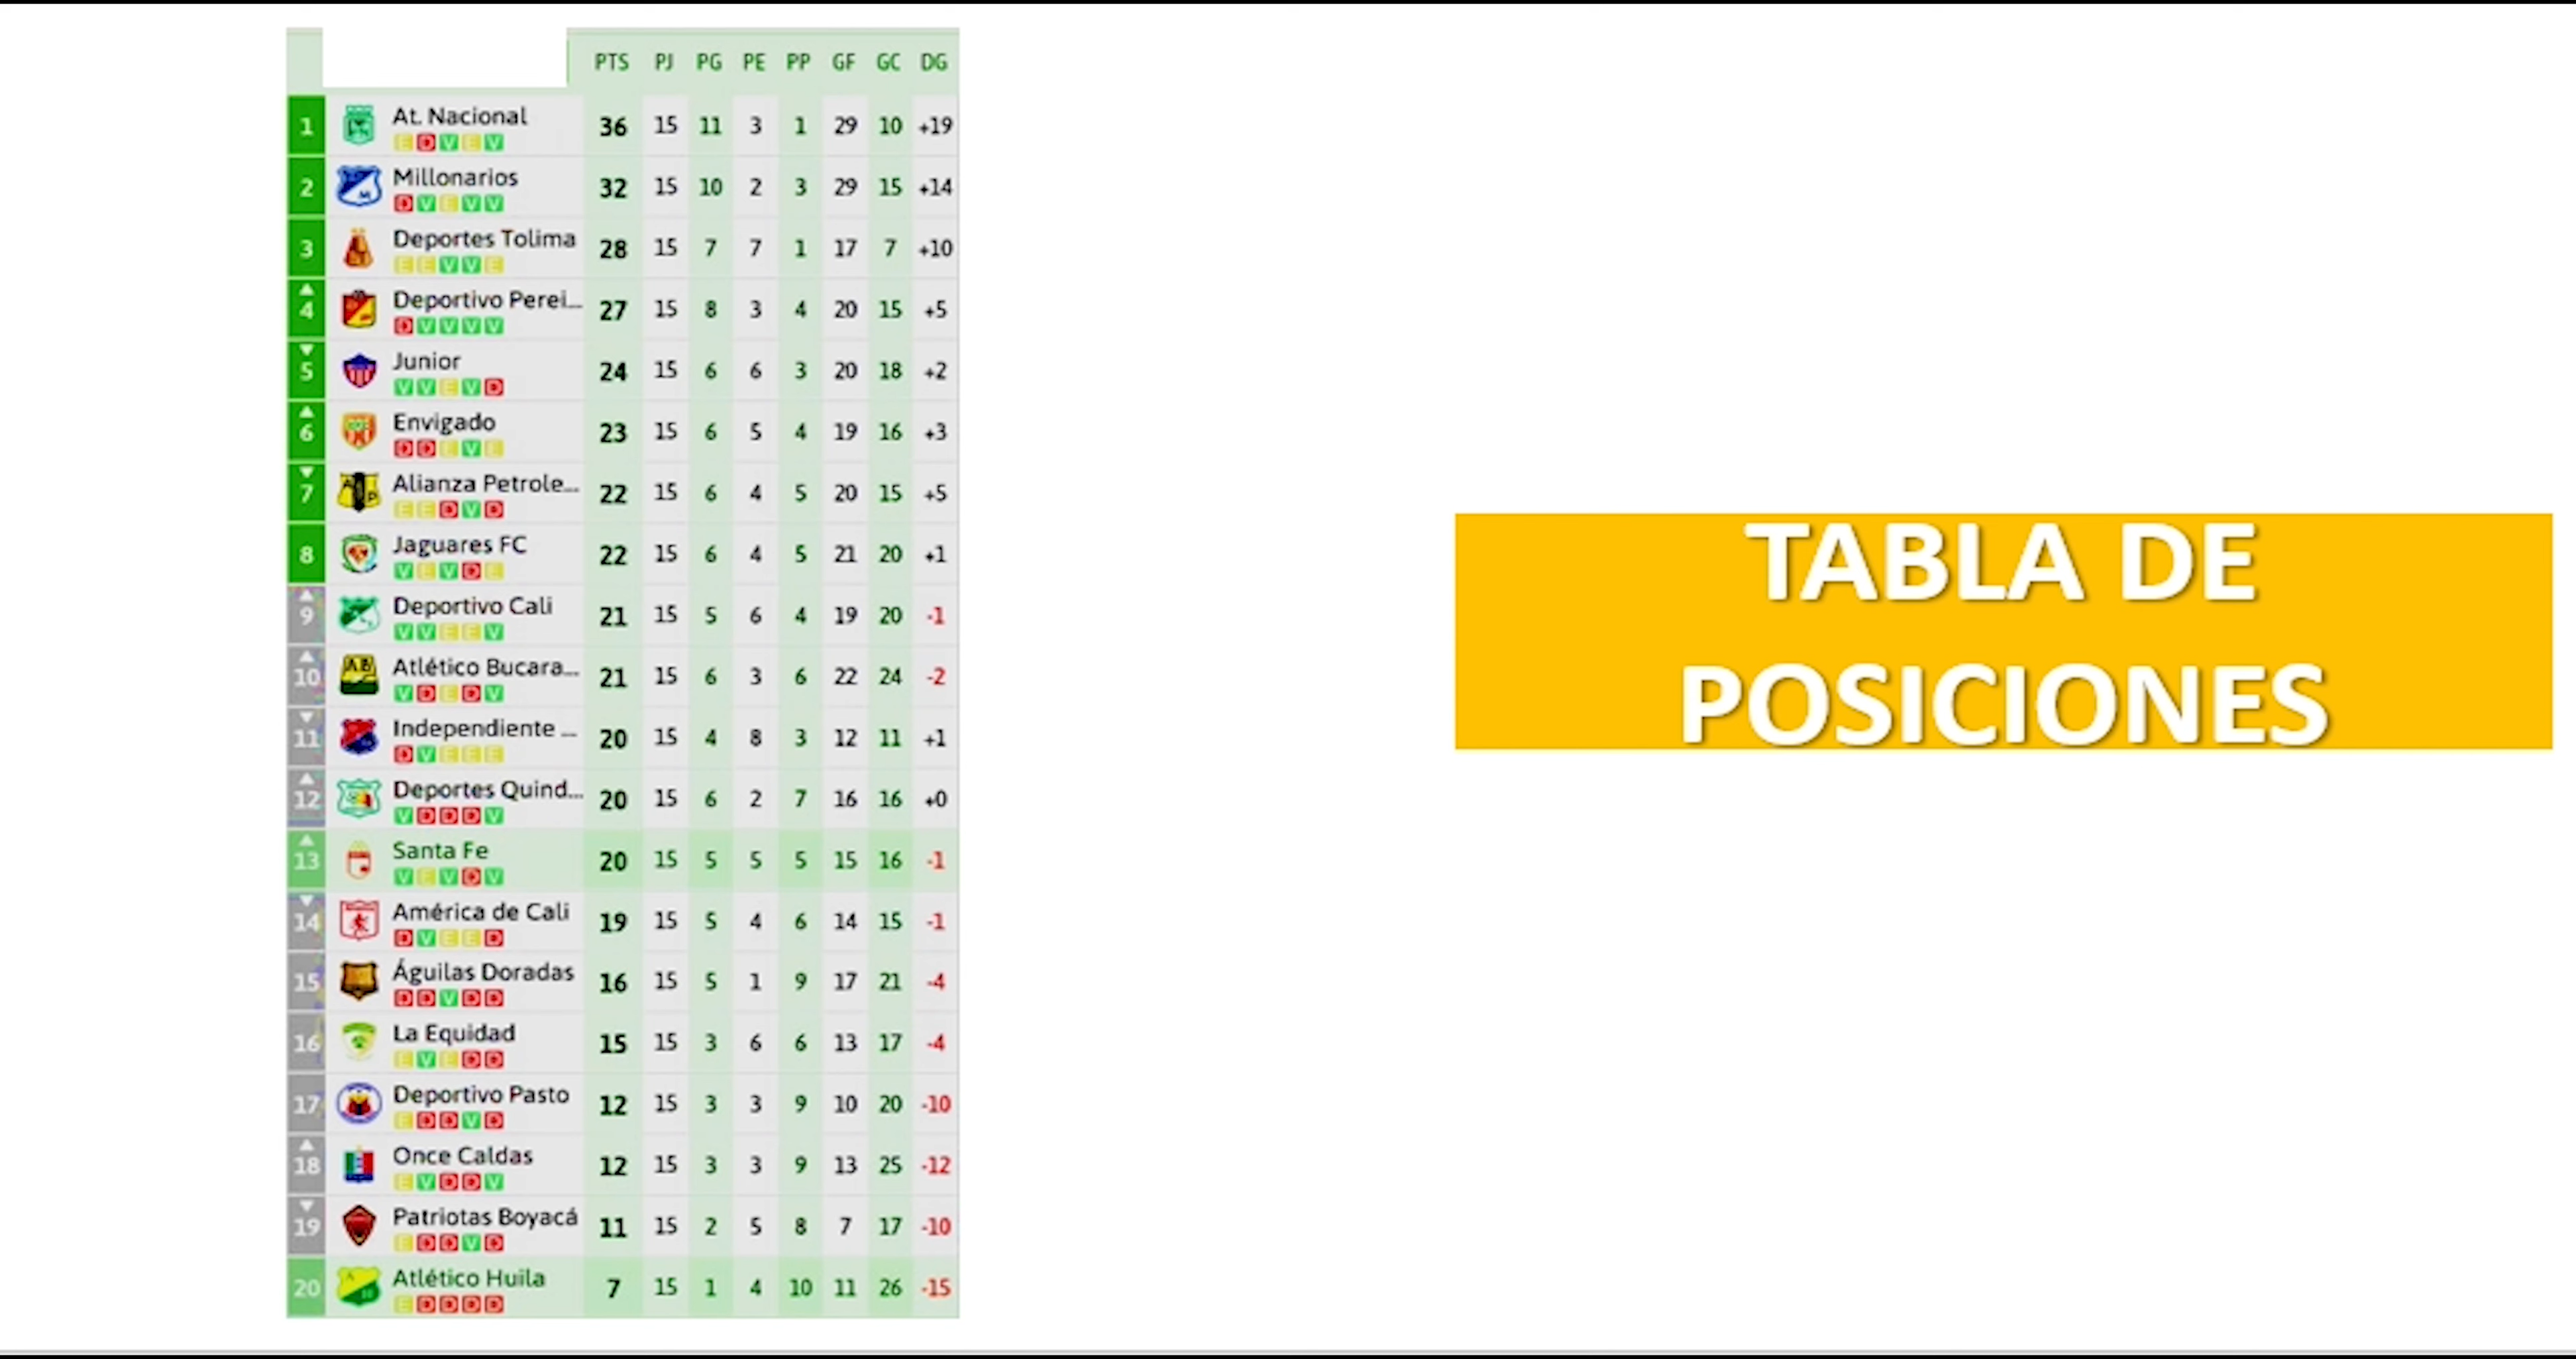 PTS PJ PG PE PP GF GC DG
1 At. Nacional 36 15 11 3 1 29 10 +19
E D V E V
2 Millonarios 32 15 10 2 3 29 15 +14
D V E V V
3 Deportes Tolima 28 15 7 7 1 17 7 +10
E E V V E
4 Deportivo Perei... 27 15 8 3 4 20 15 +5
D V V V V
5 Junior 24 15 6 6 3 20 18 +2
V V E V D
6 Envigado 23 15 6 5 4 19 16 +3
D D E V E
7 Alianza Petrole... 22 15 6 4 5 20 15 +5
E E D V D
8 Jaguares FC 22 15 6 4 5 21 20 +1
V E V D E
9 Deportivo Cali 21 15 5 6 4 19 20 -1
V V E E V
10 Atlético Bucara... 21 15 6 3 6 22 24 -2
V D E D V
11 Independiente ... 20 15 4 8 3 12 11 +1
D V E E E
12 Deportes Quind... 20 15 6 2 7 16 16 +0
V D D D V
13 Santa Fe 20 15 5 5 5 15 16 -1
V E V D V
14 América de Cali 19 15 5 4 6 14 15 -1
D V E E D
15 Águilas Doradas 16 15 5 1 9 17 21 -4
D D V D D
16 La Equidad 15 15 3 6 6 13 17 -4
E V E D D
17 Deportivo Pasto 12 15 3 3 9 10 20 -10
E D D V D
18 Once Caldas 12 15 3 3 9 13 25 -12
E V D D V
19 Patriotas Boyacá 11 15 2 5 8 7 17 -10
E D D V D
20 Atlético Huila 7 15 1 4 10 11 26 -15
E D D D D
TABLA DE
POSICIONES